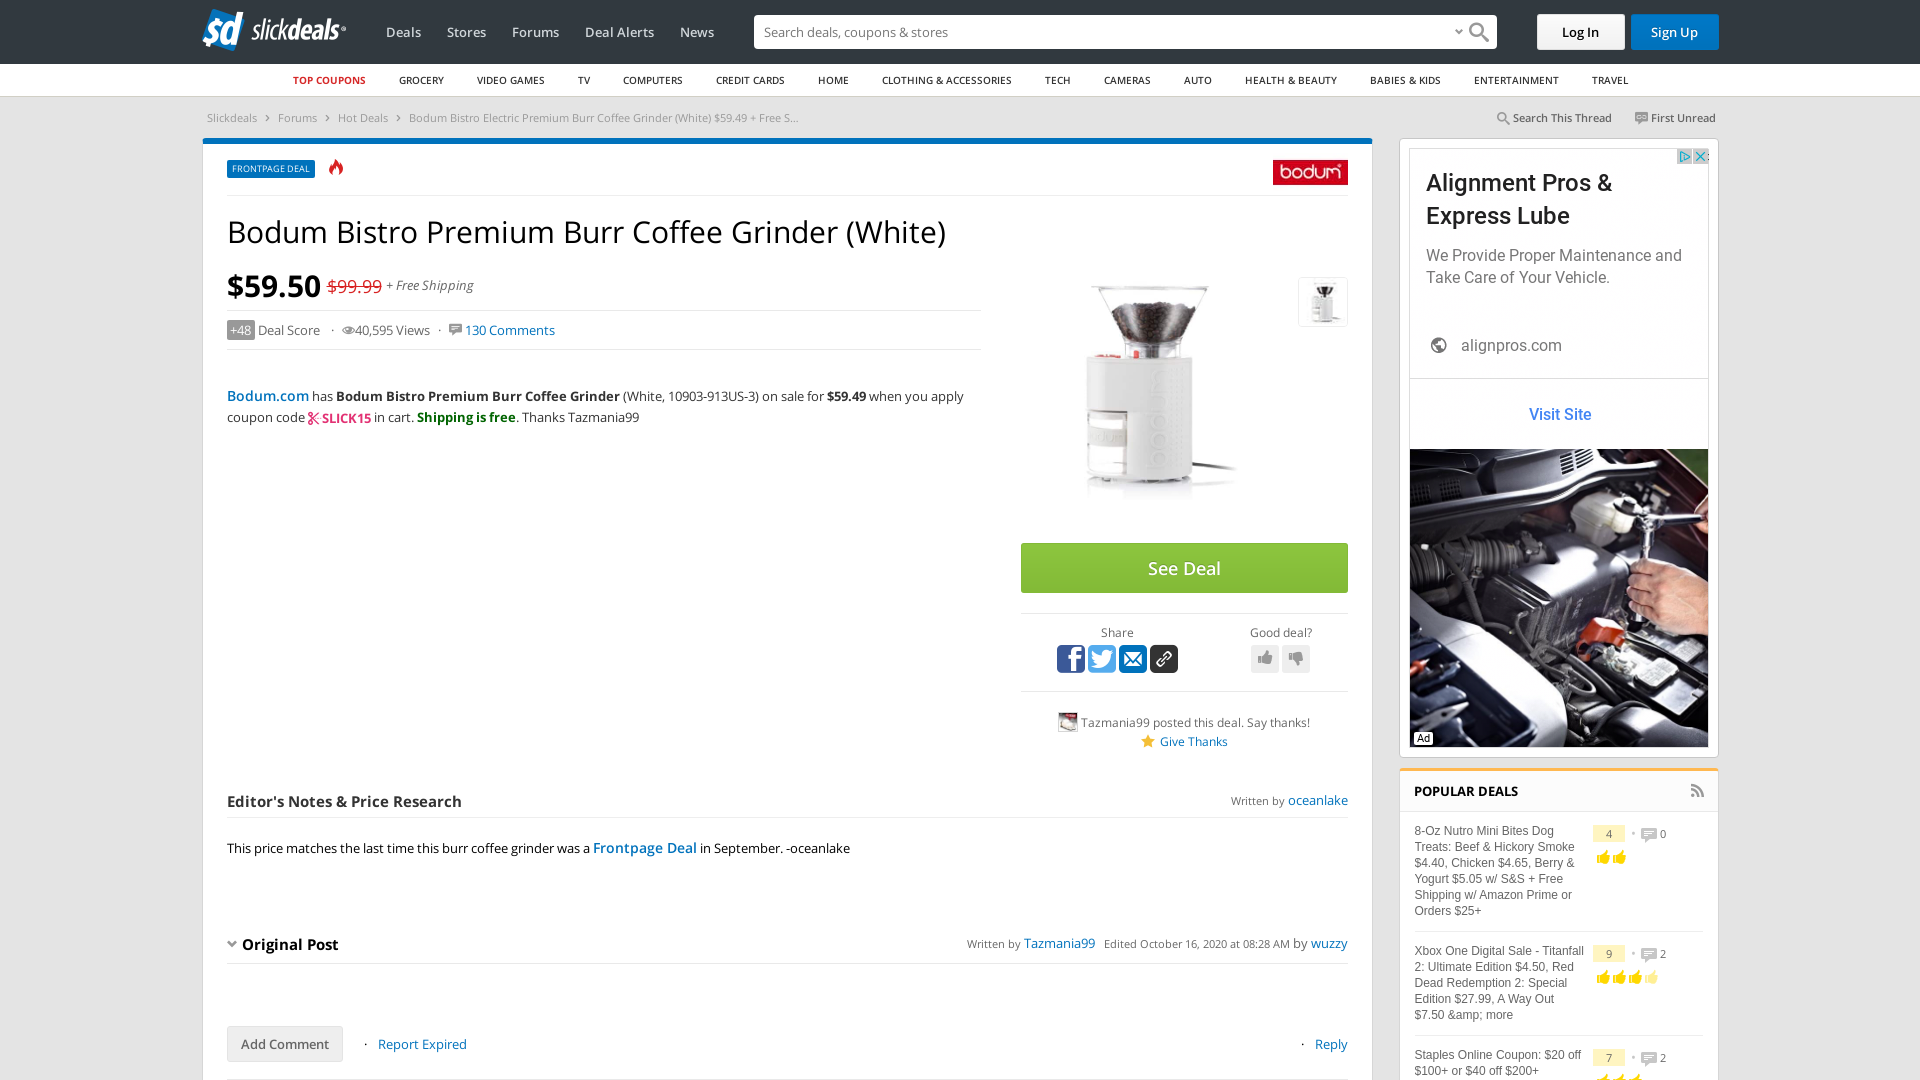 slickdeals
Deals
Stores
Forums
Deal Alerts
News
Search deals, coupons & stores
Log In
Sign Up
TOP COUPONS
GROCERY
VIDEO GAMES
TV
COMPUTERS
CREDIT CARDS
HOME
CLOTHING & ACCESSORIES
TECH
CAMERAS
AUTO
HEALTH & BEAUTY
BABIES & KIDS
ENTERTAINMENT
TRAVEL
Slickdeals › Forums › Hot Deals › Bodum Bistro Electric Premium Burr Coffee Grinder (White) $59.49 + Free S...
Search This Thread
First Unread
FRONTPAGE DEAL
bodum
Bodum Bistro Premium Burr Coffee Grinder (White)
$59.50 $99.99 + Free Shipping
+48 Deal Score · 40,595 Views · 130 Comments
Bodum.com has Bodum Bistro Premium Burr Coffee Grinder (White, 10903-913US-3) on sale for $59.49 when you apply
coupon code SLICK15 in cart. Shipping is free. Thanks Tazmania99
See Deal
Share
Good deal?
Tazmania99 posted this deal. Say thanks!
Give Thanks
Editor's Notes & Price Research
Written by oceanlake
This price matches the last time this burr coffee grinder was a Frontpage Deal in September. -oceanlake
Original Post
Written by Tazmania99 Edited October 16, 2020 at 08:28 AM by wuzzy
Add Comment
· Report Expired
· Reply
Alignment Pros &
Express Lube
We Provide Proper Maintenance and
Take Care of Your Vehicle.
alignpros.com
Visit Site
Ad
POPULAR DEALS
8-Oz Nutro Mini Bites Dog
Treats: Beef & Hickory Smoke
$4.40, Chicken $4.65, Berry &
Yogurt $5.05 w/ S&S + Free
Shipping w/ Amazon Prime or
Orders $25+
4 • 0
Xbox One Digital Sale - Titanfall
2: Ultimate Edition $4.50, Red
Dead Redemption 2: Special
Edition $27.99, A Way Out
$7.50 &amp; more
9 • 2
Staples Online Coupon: $20 off
$100+ or $40 off $200+
7 • 2